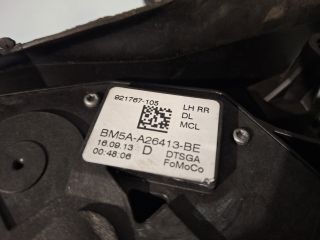 921767-105
LH RR
DL
MCL
BM5A-A26413-BE
16.09.13 D DTSGA
00:48:06 FoMoCo